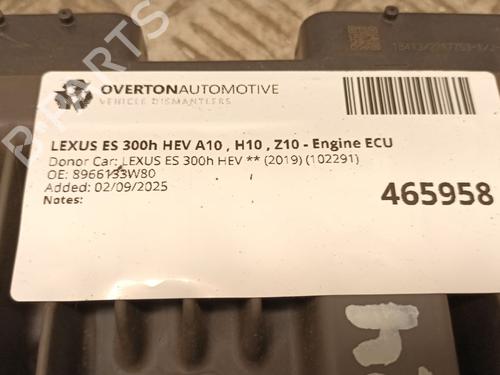 OVERTONAUTOMOTIVE
VEHICLE DISMANTLERS
LEXUS ES 300h HEV A10 , H10 , Z10 - Engine ECU
Donor Car: LEXUS ES 300h HEV ** (2019) (102291)
OE: 8966133W80
Added: 02/09/2025
Notes:
465958
B-PARTS